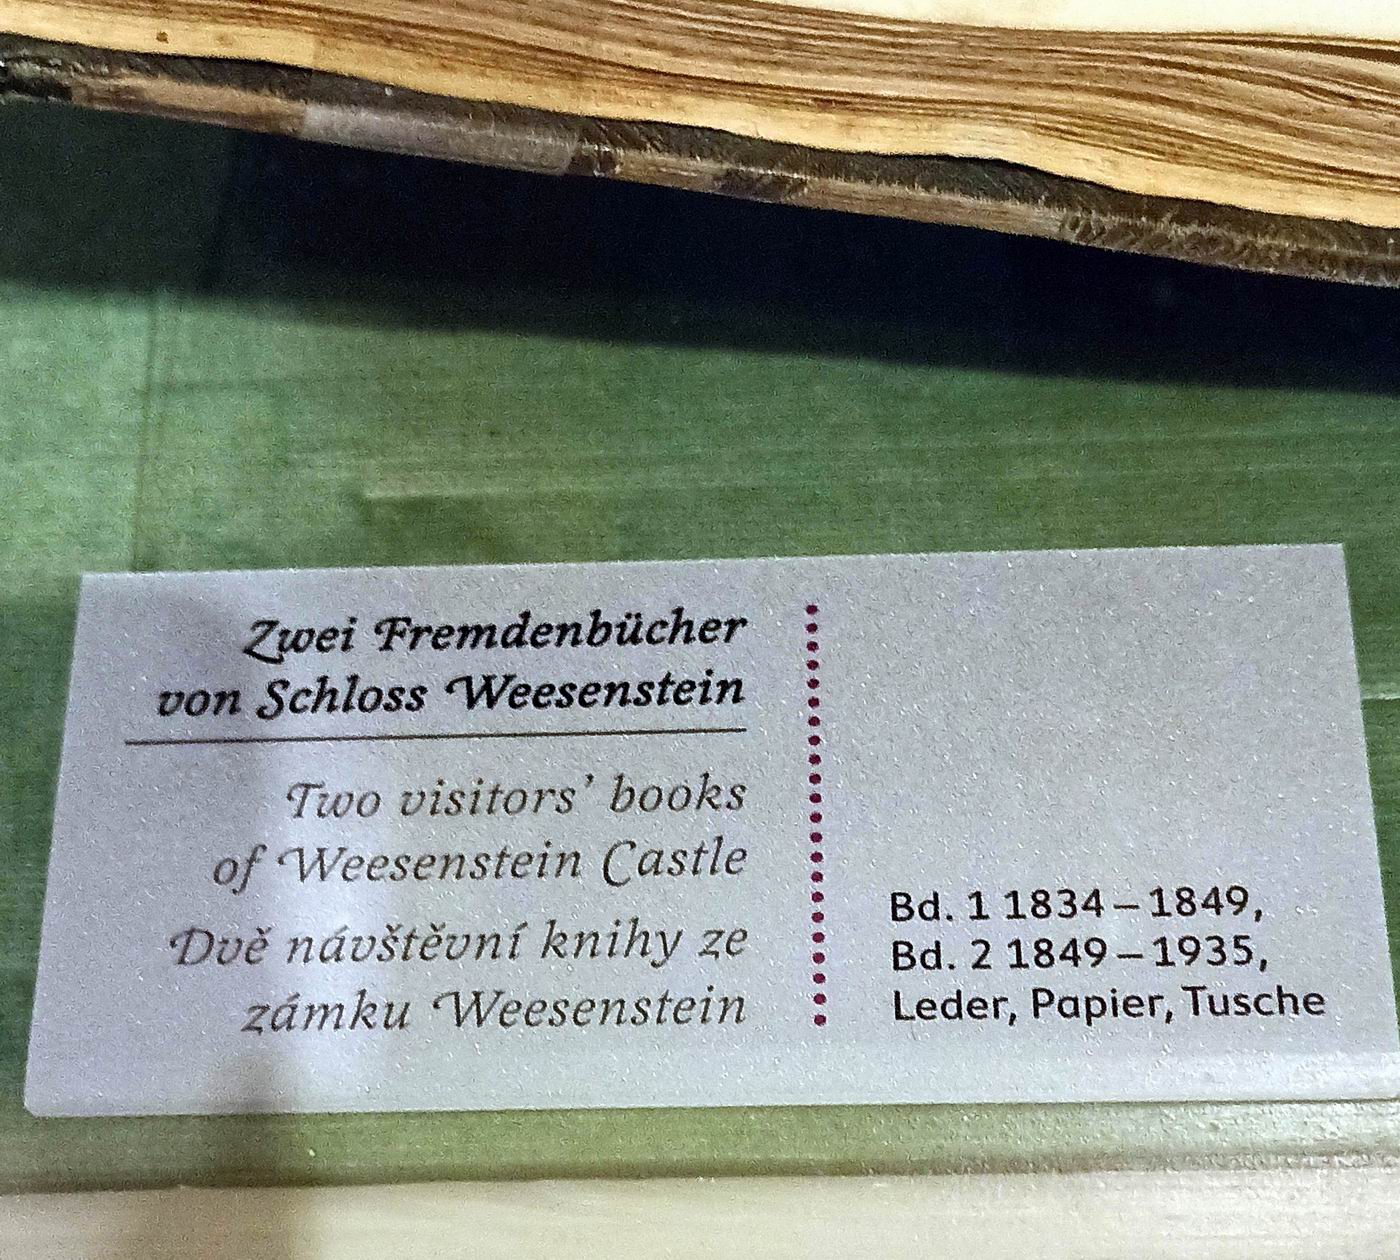 Zwei Fremdenbücher
von Schloss Weesenstein
Two visitors’ books
of Weesenstein Castle
Dvě návštěvní knihy ze
zámku Weesenstein
Bd. 1 1834 – 1849,
Bd. 2 1849 – 1935,
Leder, Papier, Tusche